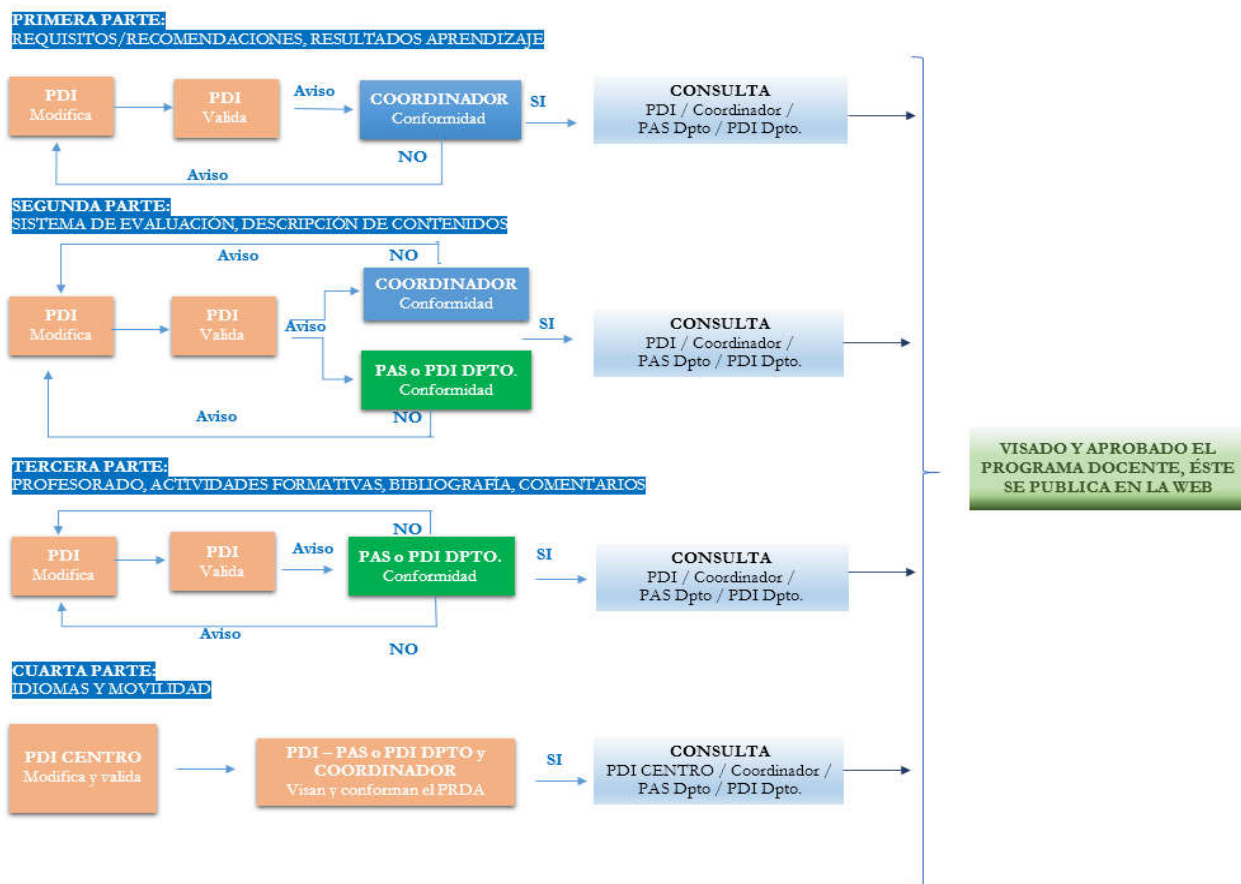 PRIMERA PARTE:
REQUISITOS/RECOMENDACIONES, RESULTADOS APRENDIZAJE
PDI
Modifica
PDI
Valida
Aviso
COORDINADOR
Conformidad
SI
NO
Aviso
CONSULTA
PDI / Coordinador /
PAS Dpto / PDI Dpto.
SEGUNDA PARTE:
SISTEMA DE EVALUACIÓN, DESCRIPCIÓN DE CONTENIDOS
Aviso
NO
PDI
Modifica
PDI
Valida
Aviso
COORDINADOR
Conformidad
PAS o PDI DPTO.
Conformidad
SI
Aviso
NO
CONSULTA
PDI / Coordinador /
PAS Dpto / PDI Dpto.
TERCERA PARTE:
PROFESORADO, ACTIVIDADES FORMATIVAS, BIBLIOGRAFÍA, COMENTARIOS
NO
PDI
Modifica
PDI
Valida
Aviso
PAS o PDI DPTO.
Conformidad
SI
Aviso
NO
CONSULTA
PDI / Coordinador /
PAS Dpto / PDI Dpto.
CUARTA PARTE:
IDIOMAS Y MOVILIDAD
PDI CENTRO
Modifica y valida
PDI – PAS o PDI DPTO y
COORDINADOR
Visan y conforman el PRDA
SI
CONSULTA
PDI CENTRO / Coordinador /
PAS Dpto / PDI Dpto.
VISADO Y APROBADO EL
PROGRAMA DOCENTE, ÉSTE
SE PUBLICA EN LA WEB